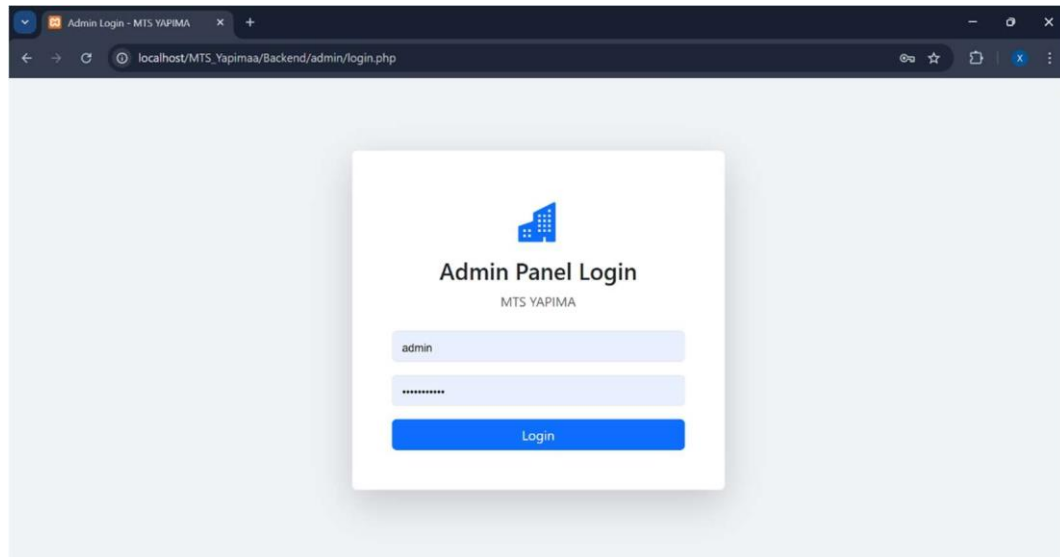 Admin Login - MTS YAPIMA
localhost/MTS_Yapimaa/Backend/admin/login.php
X
Admin Panel Login
MTS YAPIMA
admin
•••••••••••
Login